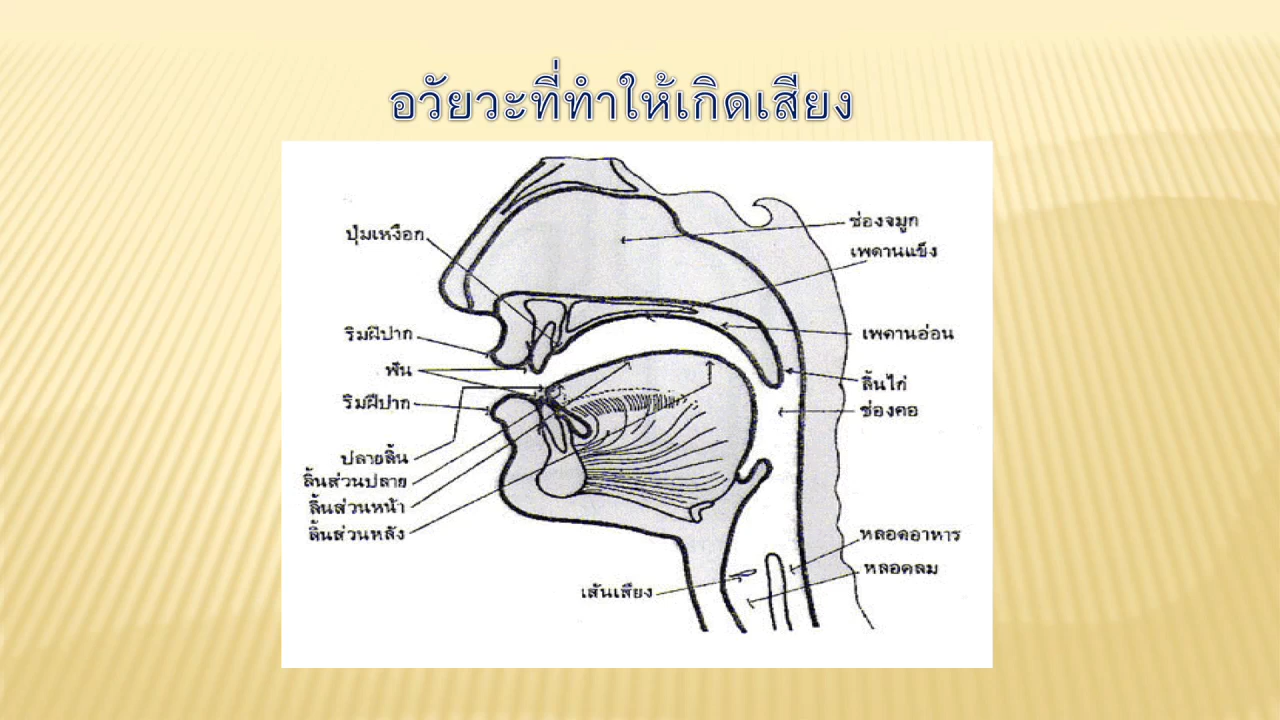 อวัยวะที่ทำให้เกิดเสียง
ช่องจมูก
ปุ่มเหงือก
เพดานแข็ง
ริมฝีปาก
เพดานอ่อน
ฟัน
ลิ้นไก่
ริมฝีปาก
ช่องคอ
ปลายลิ้น
ลิ้นส่วนปลาย
ลิ้นส่วนหน้า
ลิ้นส่วนหลัง
หลอดอาหาร
หลอดลม
เส้นเสียง